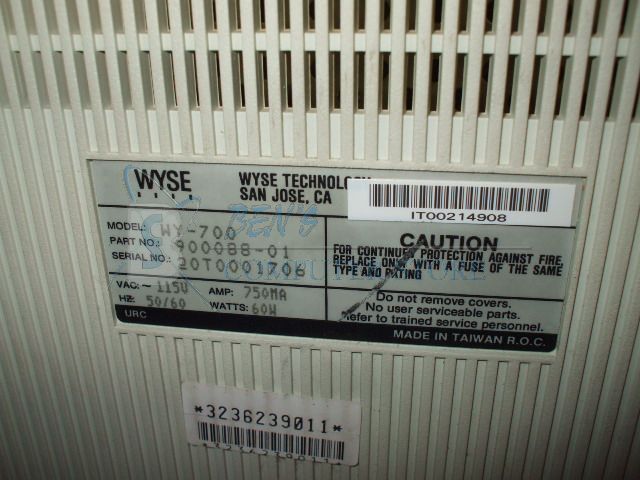 WYSE
WYSE TECHNOLOGY
SAN JOSE, CA
IT00214908
MODEL: WY-700
PART NO.: 900088-01
SERIAL NO.: 20T0001706
VAC: ~ 115V AMP: 750MA
HZ: 50/60 WATTS: 60W
URC
CAUTION
FOR CONTINUED PROTECTION AGAINST FIRE
REPLACE ONLY WITH A FUSE OF THE SAME
TYPE AND RATING
Do not remove covers.
No user serviceable parts.
Refer to trained service personnel.
MADE IN TAIWAN R.O.C.
BEN'S
COMPUTER STORE
*3236239011*